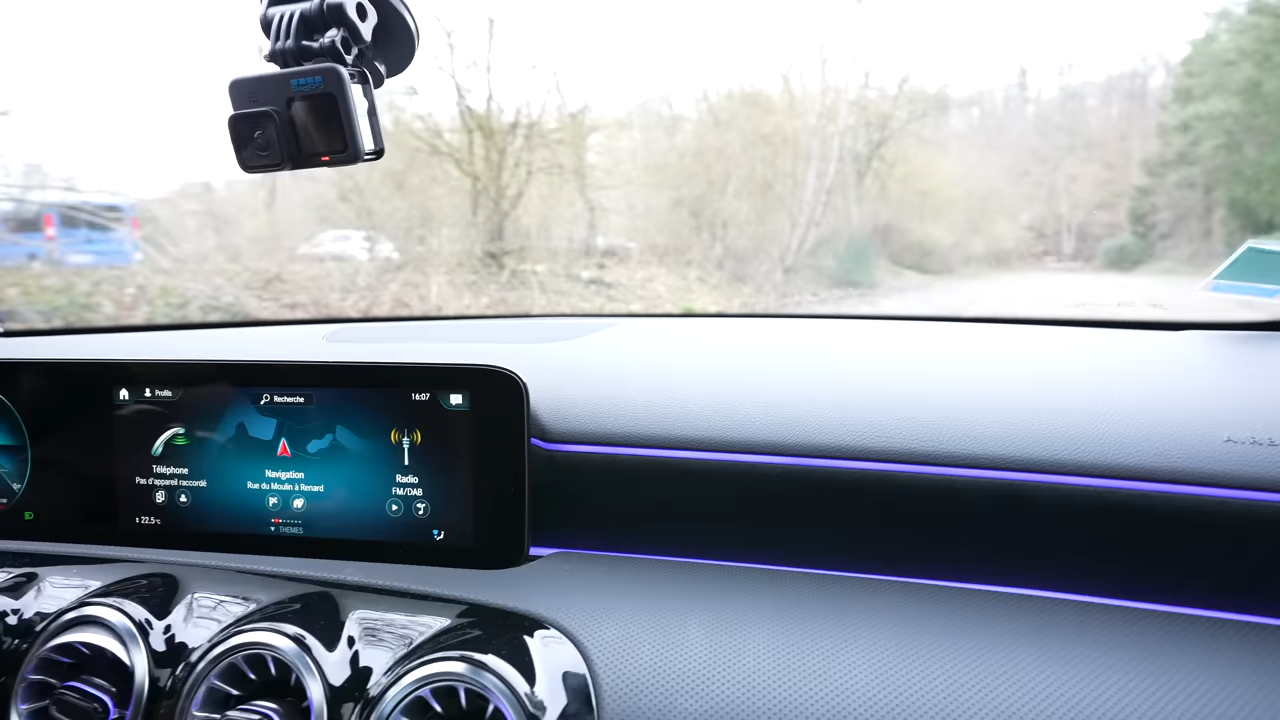 GoPro
Profils
Recherche
16:07
Téléphone
Pas d'appareil raccordé
Navigation
Rue du Moulin à Renard
Radio
FM/DAB
22.5°C
THEMES